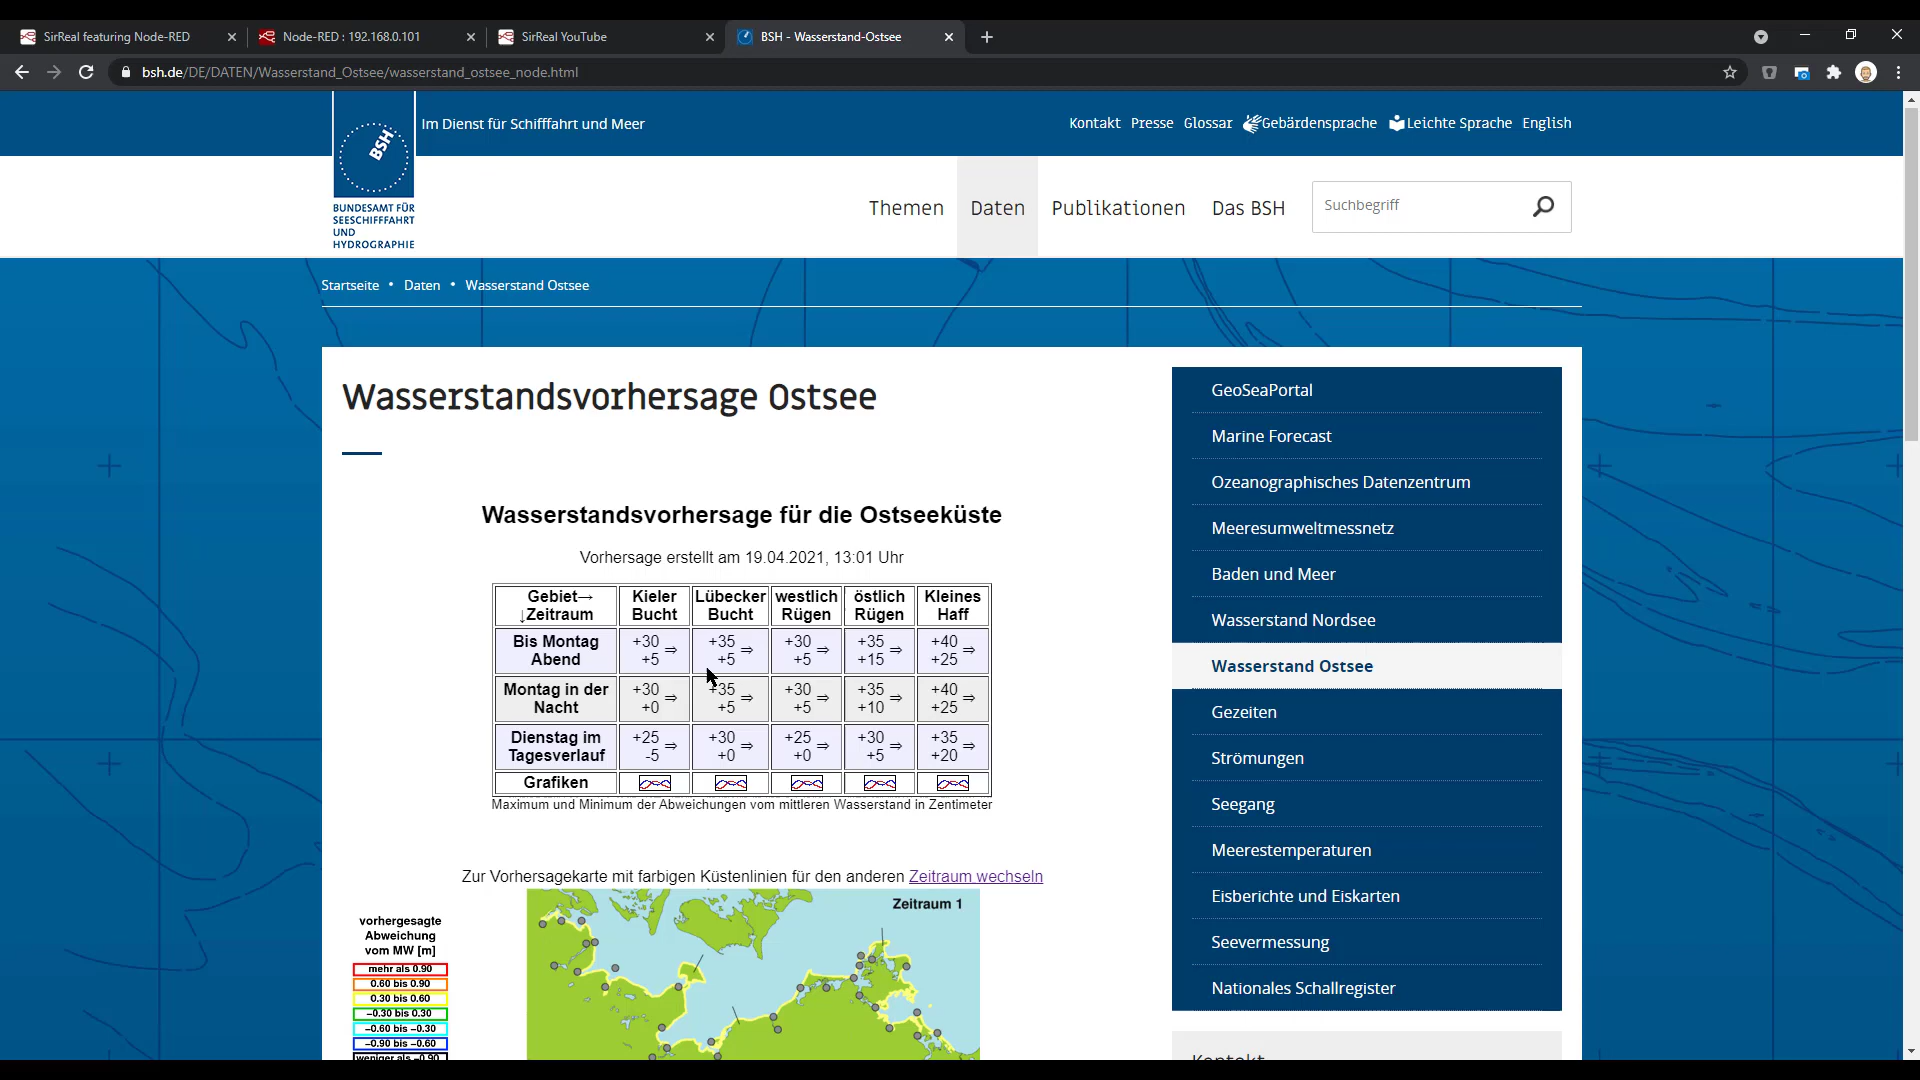 SirReal featuring Node-RED
Node-RED : 192.168.0.101
SirReal YouTube
BSH - Wasserstand-Ostsee
bsh.de/DE/DATEN/Wasserstand_Ostsee/wasserstand_ostsee_node.html
BSH
Im Dienst für Schifffahrt und Meer
Kontakt Presse Glossar Gebärdensprache Leichte Sprache English
BUNDESAMT FÜR
SEESCHIFFFAHRT
UND
HYDROGRAPHIE
Themen Daten Publikationen Das BSH Suchbegriff
Startseite • Daten • Wasserstand Ostsee
Wasserstandsvorhersage Ostsee
Wasserstandsvorhersage für die Ostseeküste
Vorhersage erstellt am 19.04.2021, 13:01 Uhr
Gebiet→ Kieler Lübecker westlich östlich Kleines
↓Zeitraum Bucht Bucht Rügen Rügen Haff
Bis Montag +30 ⇒ +35 ⇒ +30 ⇒ +35 ⇒ +40 ⇒
Abend +5 +5 +5 +15 +25
Montag in der +30 ⇒ +35 ⇒ +30 ⇒ +35 ⇒ +40 ⇒
Nacht +0 +5 +5 +10 +25
Dienstag im +25 ⇒ +30 ⇒ +25 ⇒ +30 ⇒ +35 ⇒
Tagesverlauf -5 +0 +0 +5 +20
Grafiken
Maximum und Minimum der Abweichungen vom mittleren Wasserstand in Zentimeter
Zur Vorhersagekarte mit farbigen Küstenlinien für den anderen Zeitraum wechseln
Zeitraum 1
vorhergesagte
Abweichung
vom MW [m]
mehr als 0.90
0.60 bis 0.90
0.30 bis 0.60
−0.30 bis 0.30
−0.60 bis −0.30
−0.90 bis −0.60
weniger als −0.90
GeoSeaPortal
Marine Forecast
Ozeanographisches Datenzentrum
Meeresumweltmessnetz
Baden und Meer
Wasserstand Nordsee
Wasserstand Ostsee
Gezeiten
Strömungen
Seegang
Meerestemperaturen
Eisberichte und Eiskarten
Seevermessung
Nationales Schallregister
Kontakt